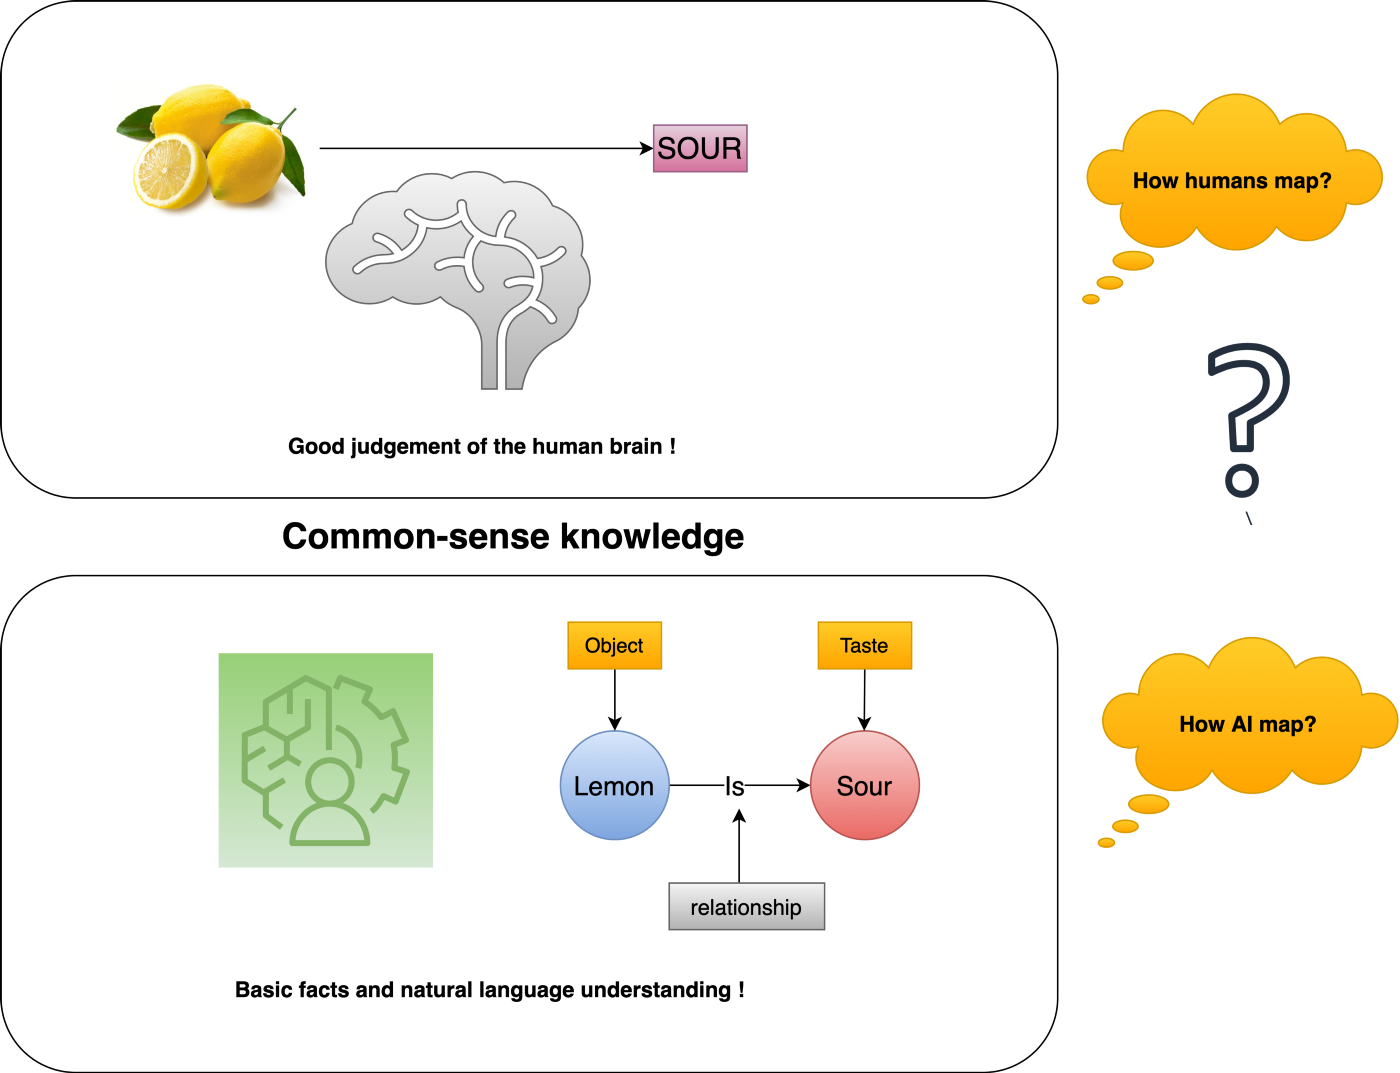 SOUR
How humans map?
Good judgement of the human brain !
Common-sense knowledge
Object
Taste
How AI map?
Lemon
Is
Sour
relationship
Basic facts and natural language understanding !